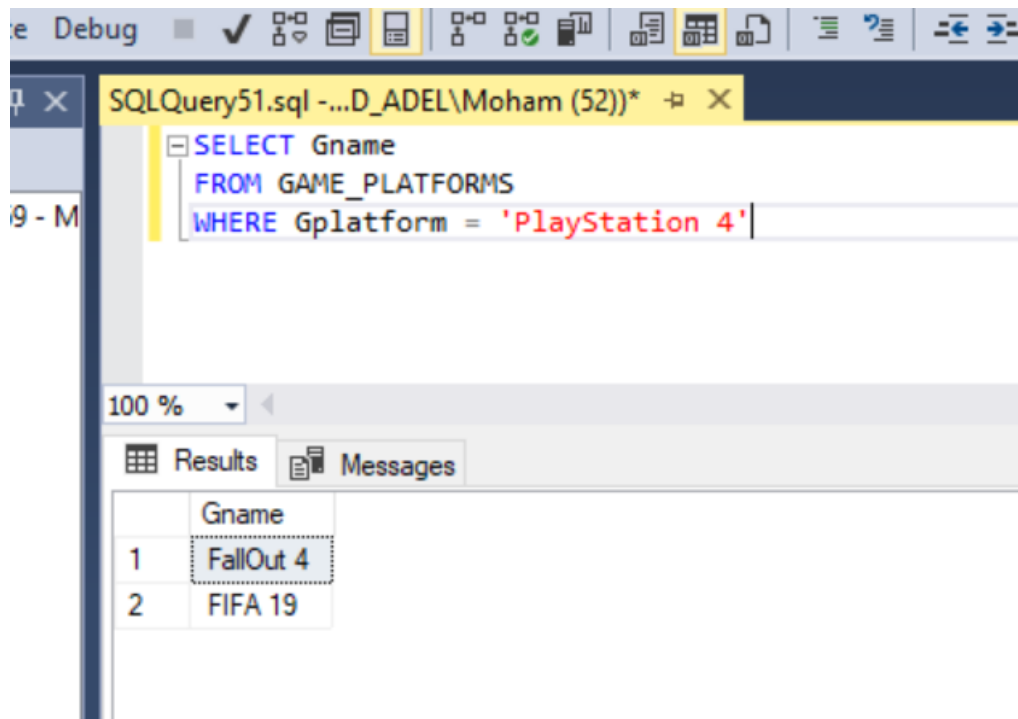 Debug
SQLQuery51.sql -...D_ADEL\Moham (52))*
SELECT Gname
FROM GAME_PLATFORMS
WHERE Gplatform = 'PlayStation 4'
9 - M
100 %
Results Messages
Gname
1 FallOut 4
2 FIFA 19